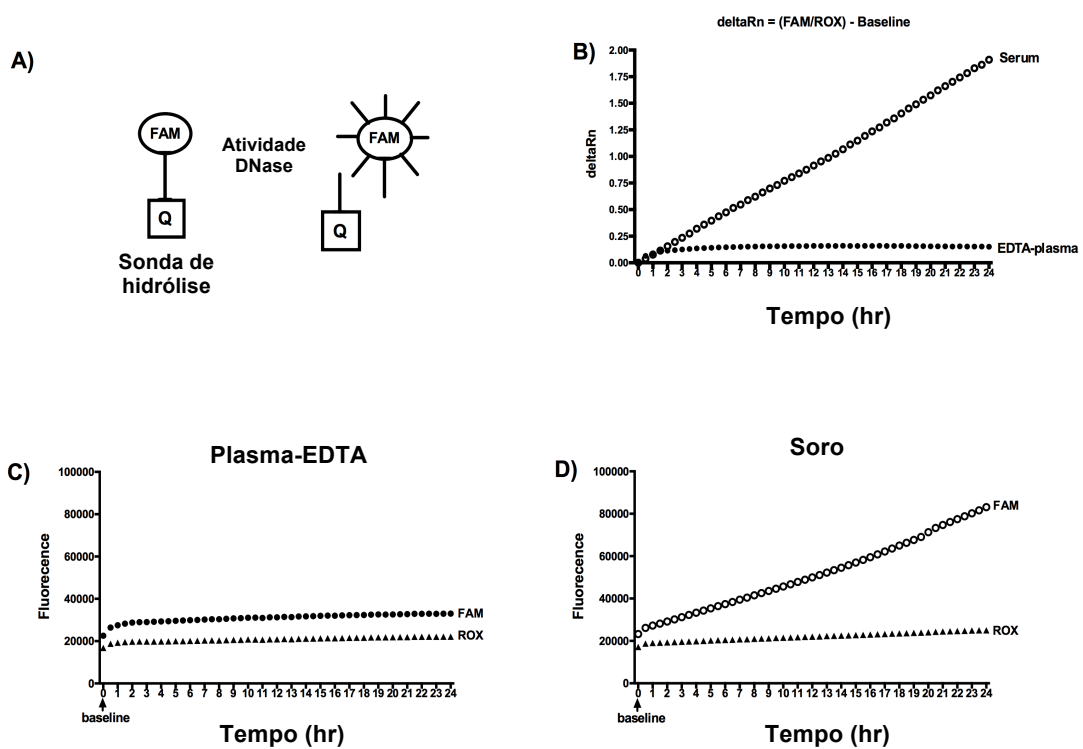 A)
FAM
Q
Sonda de
hidrólise
Atividade
DNase
FAM
Q
B)
deltaRn = (FAM/ROX) - Baseline
deltaRn
2.00
1.75
1.50
1.25
1.00
0.75
0.50
0.25
0.00
Serum
EDTA-plasma
0 1 2 3 4 5 6 7 8 9 10 11 12 13 14 15 16 17 18 19 20 21 22 23 24
Tempo (hr)
C)
Plasma-EDTA
Fluorecence
100000
80000
60000
40000
20000
0
FAM
ROX
0 1 2 3 4 5 6 7 8 9 10 11 12 13 14 15 16 17 18 19 20 21 22 23 24
baseline
Tempo (hr)
D)
Soro
Fluorecence
100000
80000
60000
40000
20000
0
FAM
ROX
0 1 2 3 4 5 6 7 8 9 10 11 12 13 14 15 16 17 18 19 20 21 22 23 24
baseline
Tempo (hr)